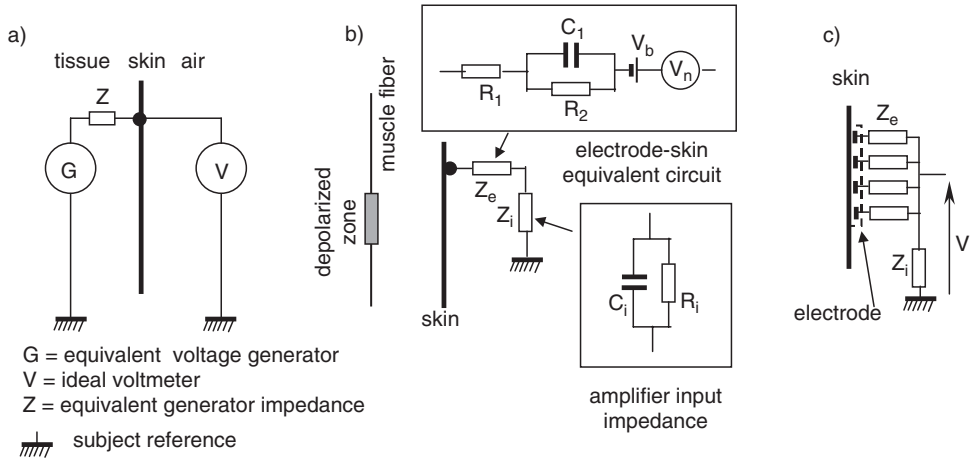 a)
tissue skin air
Z
G
V
G = equivalent voltage generator
V = ideal voltmeter
Z = equivalent generator impedance
subject reference
b)
muscle fiber
depolarized
zone
skin
C1
R1
R2
Vb
Vn
electrode-skin
equivalent circuit
Ze
Zi
Ci
Ri
amplifier input
impedance
c)
skin
Ze
Zi
V
electrode